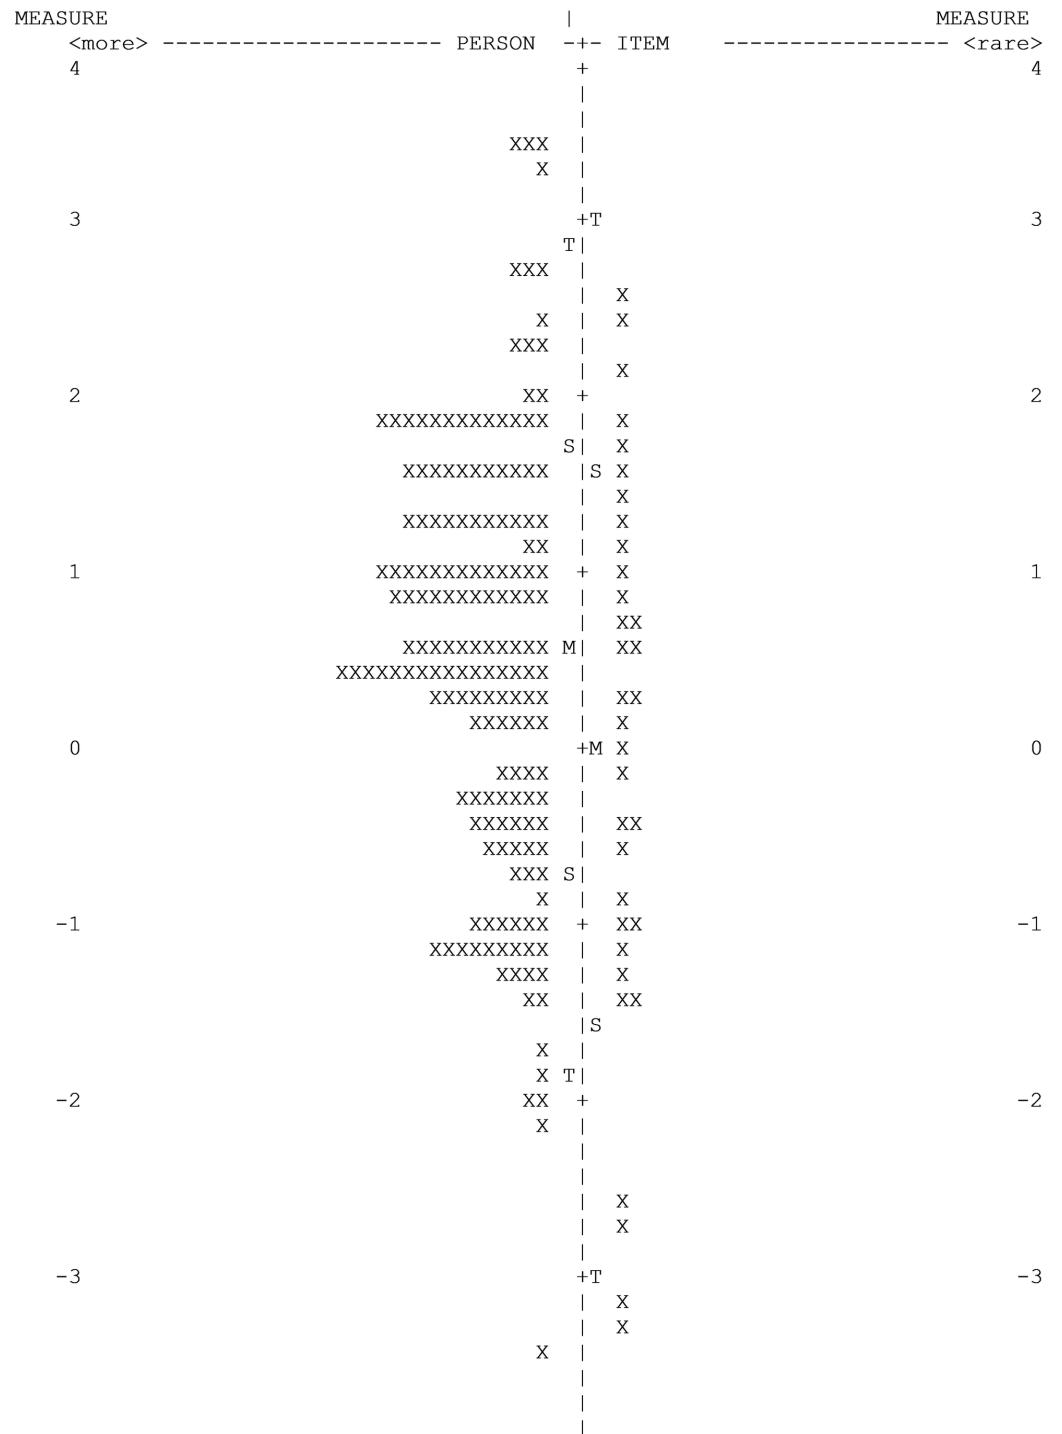 MEASURE                                   |                           MEASURE
    <more> --------------------- PERSON  -+- ITEM    ----------------- <rare>
    4                                      +                                  4
                                           |
                                           |
                                     XXX   |
                                       X   |
                                           |
    3                                      +T                                 3
                                          T|
                                     XXX   |
                                           |  X
                                       X   |  X
                                     XXX   |
                                           |  X
    2                                 XX   +                                  2
                           XXXXXXXXXXXXX   |  X
                                          S|  X
                             XXXXXXXXXXX   |S X
                                           |  X
                             XXXXXXXXXXX   |  X
                                      XX   |  X
    1                      XXXXXXXXXXXXX   +  X                               1
                            XXXXXXXXXXXX   |  X
                                           |  XX
                             XXXXXXXXXXX  M|  XX
                        XXXXXXXXXXXXXXXX   |
                               XXXXXXXXX   |  XX
                                  XXXXXX   |  X
    0                                      +M X                               0
                                    XXXX   |  X
                                 XXXXXXX   |
                                  XXXXXX   |  XX
                                   XXXXX   |  X
                                     XXX  S|
                                       X   |  X
   -1                             XXXXXX   +  XX                             -1
                               XXXXXXXXX   |  X
                                    XXXX   |  X
                                      XX   |  XX
                                           |S
                                       X   |
                                       X  T|
   -2                                 XX   +                                 -2
                                       X   |
                                           |
                                           |
                                           |  X
                                           |  X
                                           |
   -3                                      +T                                -3
                                           |  X
                                           |  X
                                       X   |
                                           |
                                           |
                                           |